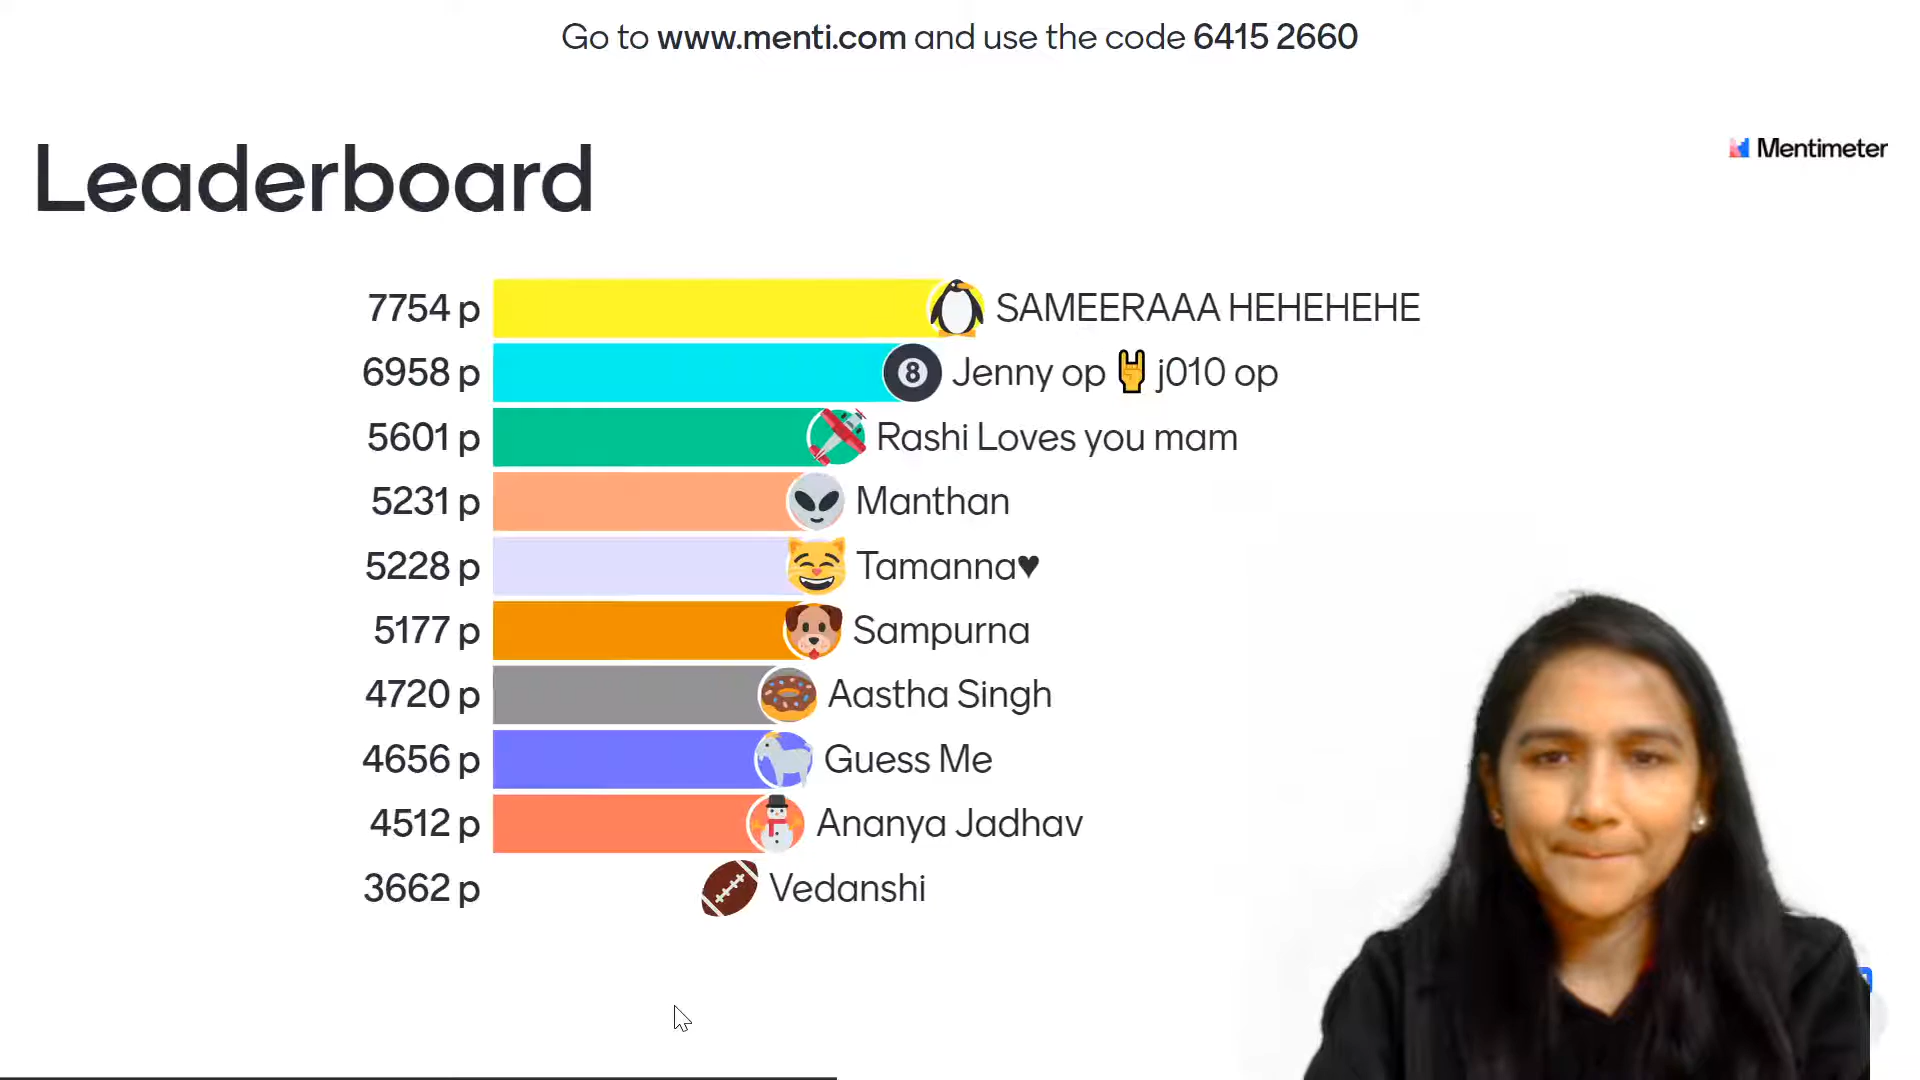 Go to www.menti.com and use the code 6415 2660
Leaderboard
Mentimeter
7754 p SAMEERAAA HEHEHEHE
6958 p 8 Jenny op 🤘 j010 op
5601 p Rashi Loves you mam
5231 p Manthan
5228 p Tamanna♥
5177 p Sampurna
4720 p Aastha Singh
4656 p Guess Me
4512 p Ananya Jadhav
3662 p Vedanshi